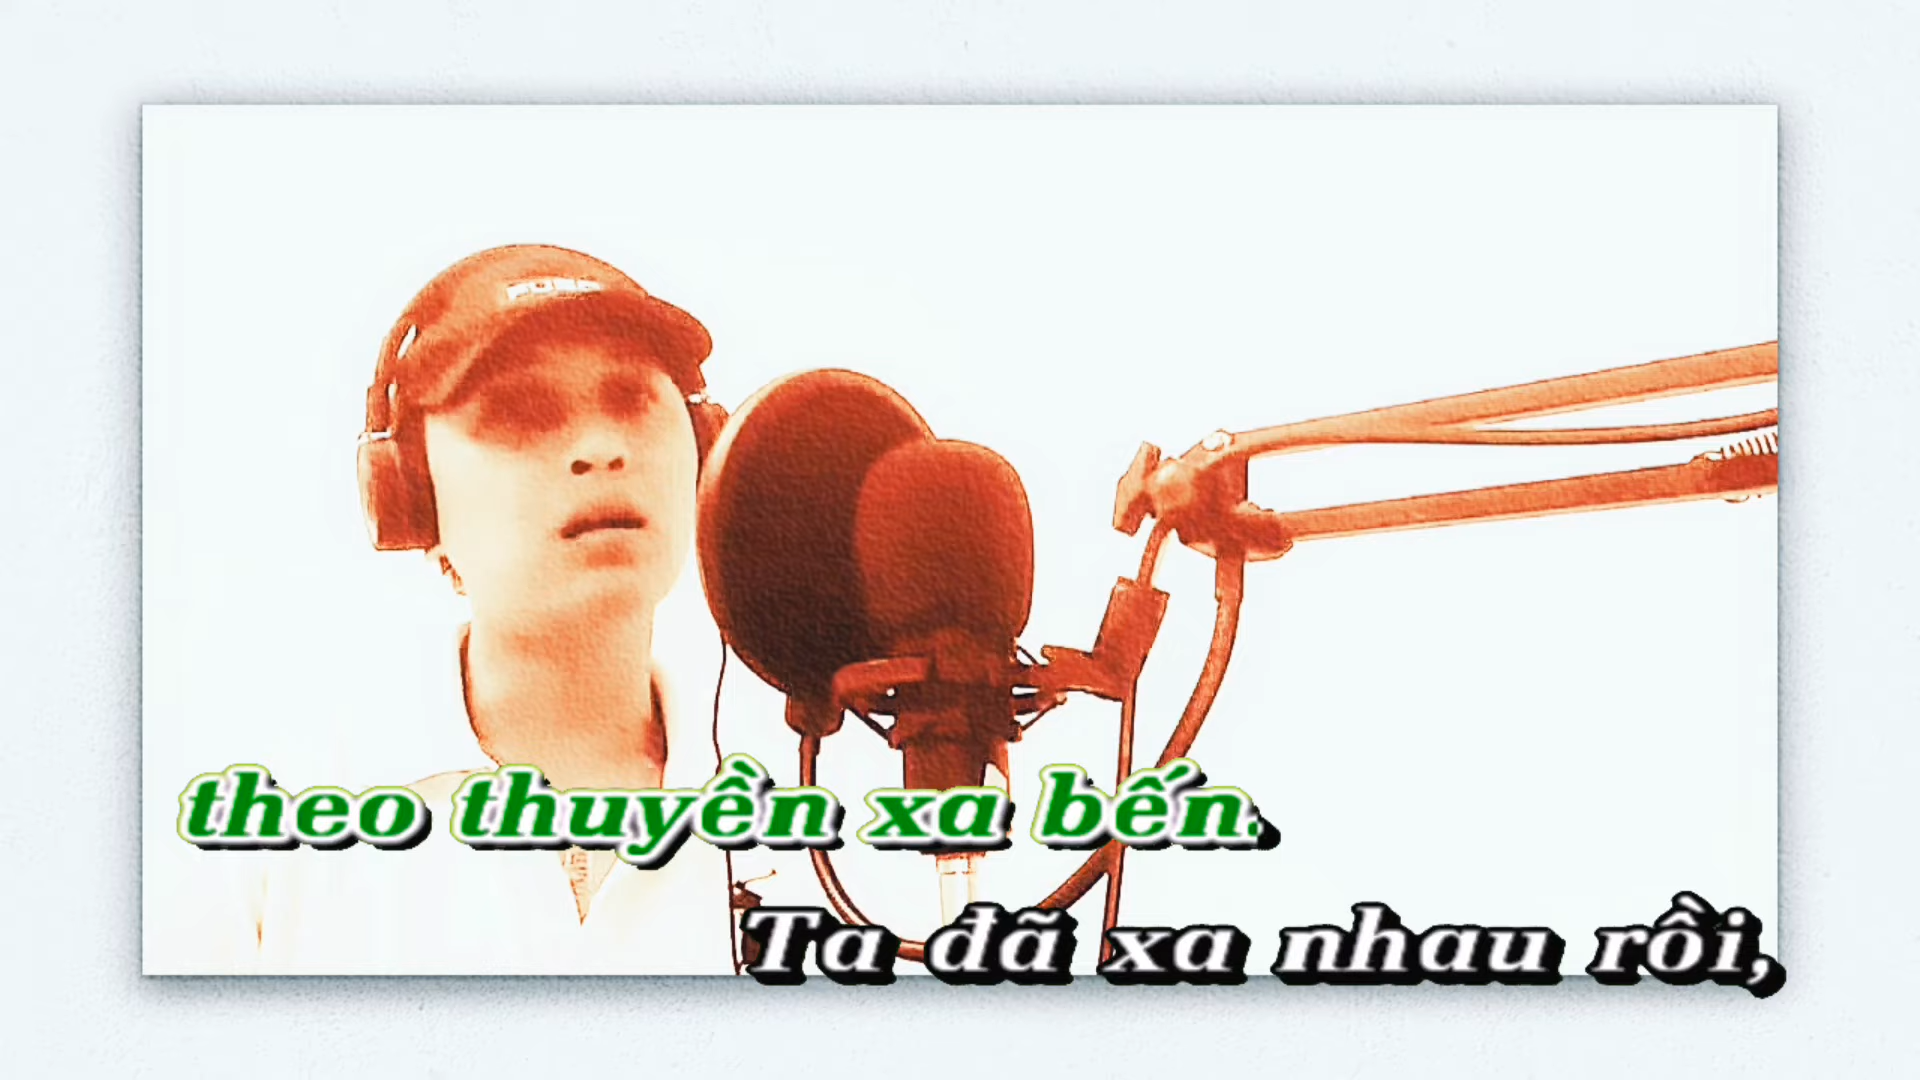 theo thuyền xa bến.
Ta đã xa nhau rồi,